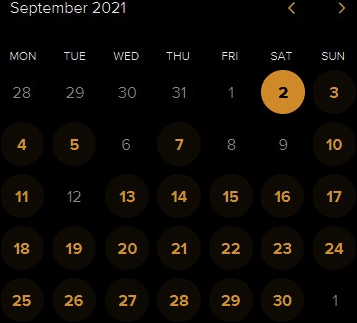 September 2021
MON TUE WED THU FRI SAT SUN
28 29 30 31 1 2 3
4 5 6 7 8 9 10
11 12 13 14 15 16 17
18 19 20 21 22 23 24
25 26 27 28 29 30 1